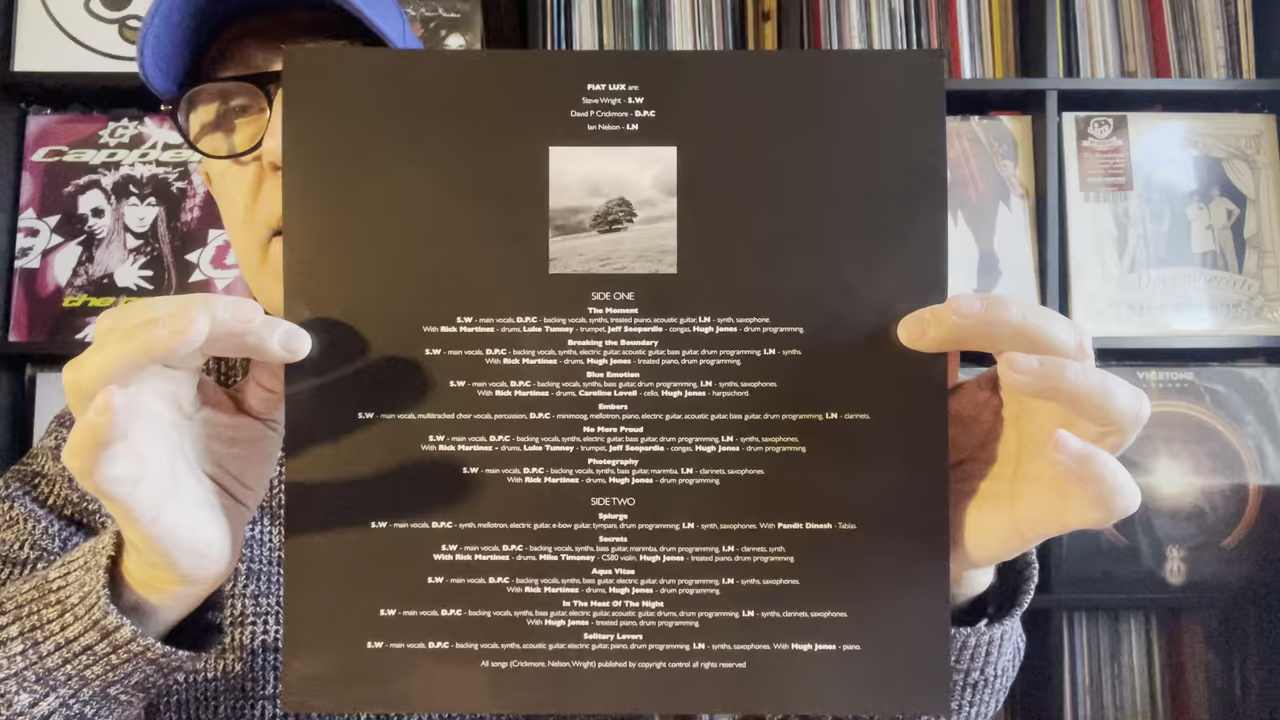 FIAT LUX are:
Steve Wright - S.W
David P Crickmore - D.P.C
Ian Nelson - I.N
SIDE ONE
The Moment
S.W - main vocals, D.P.C - backing vocals, synths, treated piano, acoustic guitar, I.N - synth, saxophone.
With Rick Martinez - drums, Luke Tunney - trumpet, Jeff Scopardie - congas, Hugh Jones - drum programming.
Breaking the Boundary
S.W - main vocals, D.P.C - backing vocals, synths, electric guitar, acoustic guitar, bass guitar, drum programming, I.N - synths.
With Rick Martinez - drums, Hugh Jones - treated piano, drum programming.
Blue Emotion
S.W - main vocals, D.P.C - backing vocals, synths, bass guitar, drum programming, I.N - synths, saxophones.
With Rick Martinez - drums, Caroline Lavell - cello, Hugh Jones - harpsichord.
Embers
S.W - main vocals, multitracked choir vocals, percussion, D.P.C - minimoog, mellotron, piano, electric guitar, acoustic guitar, bass guitar, drum programming, I.N - clarinets.
No More Proud
S.W - main vocals, D.P.C - backing vocals, synths, electric guitar, bass guitar, drum programming, I.N - synths, saxophones,
With Rick Martinez - drums, Luke Tunney - trumpet, Jeff Scopardie - congas, Hugh Jones - drum programming.
Photography
S.W - main vocals, D.P.C - backing vocals, synths, bass guitar, marimba, I.N - clarinets, saxophones.
With Rick Martinez - drums, Hugh Jones - drum programming.
SIDE TWO
Splurge
S.W - main vocals, D.P.C - synth, mellotron, electric guitar, e-bow guitar, tympani, drum programming, I.N - synth, saxophones. With Pandit Dinesh - Tablas.
Secrets
S.W - main vocals, D.P.C - backing vocals, synths, bass guitar, marimba, drum programming, I.N - clarinets, synth,
With Rick Martinez - drums, Mike Timoney - CS80 violin, Hugh Jones - treated piano, drum programming
Aqua Vitae
S.W - main vocals, D.P.C - backing vocals, synths, bass guitar, electric guitar, drum programming, I.N - synths, saxophones.
With Rick Martinez - drums, Hugh Jones - drum programming.
In The Heat Of The Night
S.W - main vocals, D.P.C - backing vocals, synths, bass guitar, electric guitar, acoustic guitar, drums, drum programming, I.N - synths, clarinets, saxophones.
With Hugh Jones - treated piano, drum programming.
Solitary Lovers
S.W - main vocals, D.P.C - backing vocals, synths, acoustic guitar, electric guitar, piano, drum programming. I.N - synths, saxophones. With Hugh Jones - piano.
All songs (Crickmore, Nelson, Wright) published by copyright control all rights reserved
Cappe
the
VICETONE